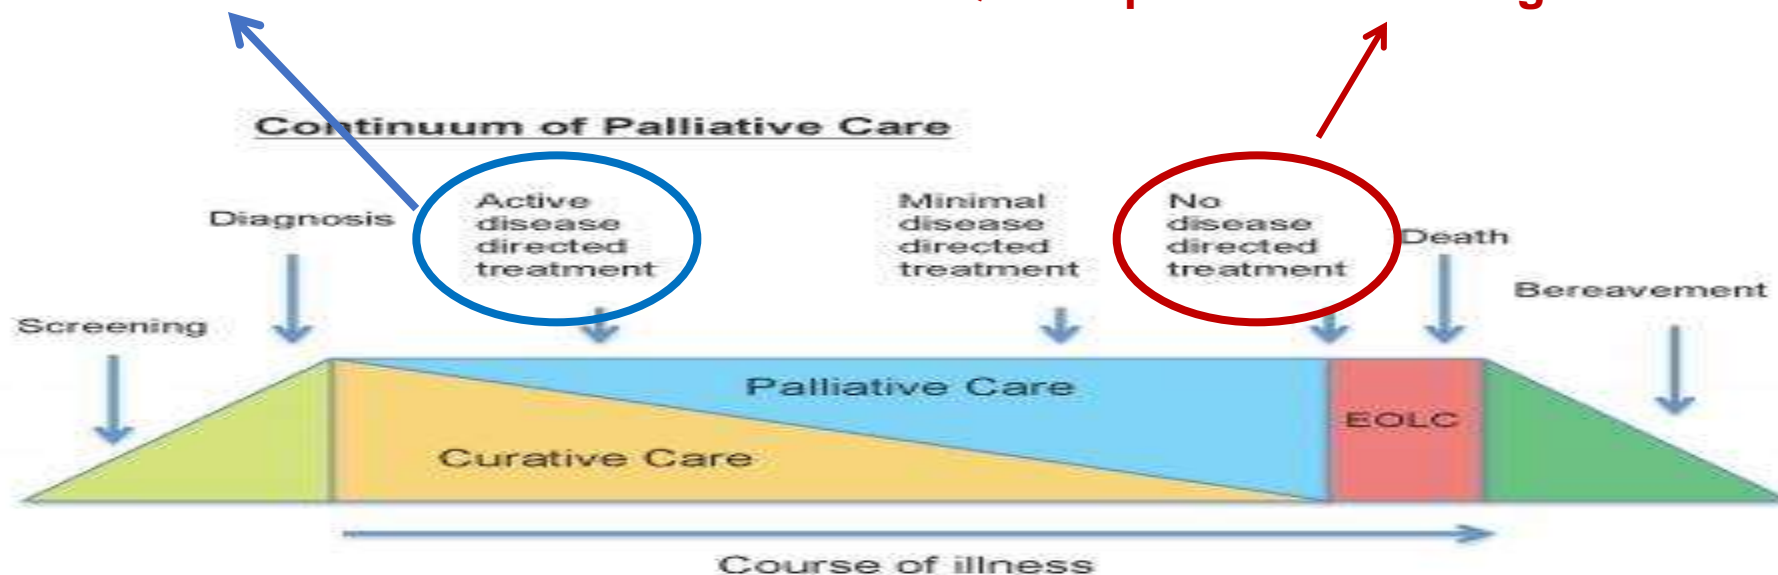 Continuum of Palliative Care
Diagnosis
Active
disease
directed
treatment
Minimal
disease
directed
treatment
No
disease
directed
treatment
Death
Bereavement
Screening
Palliative Care
EOLC
Curative Care
Course of illness